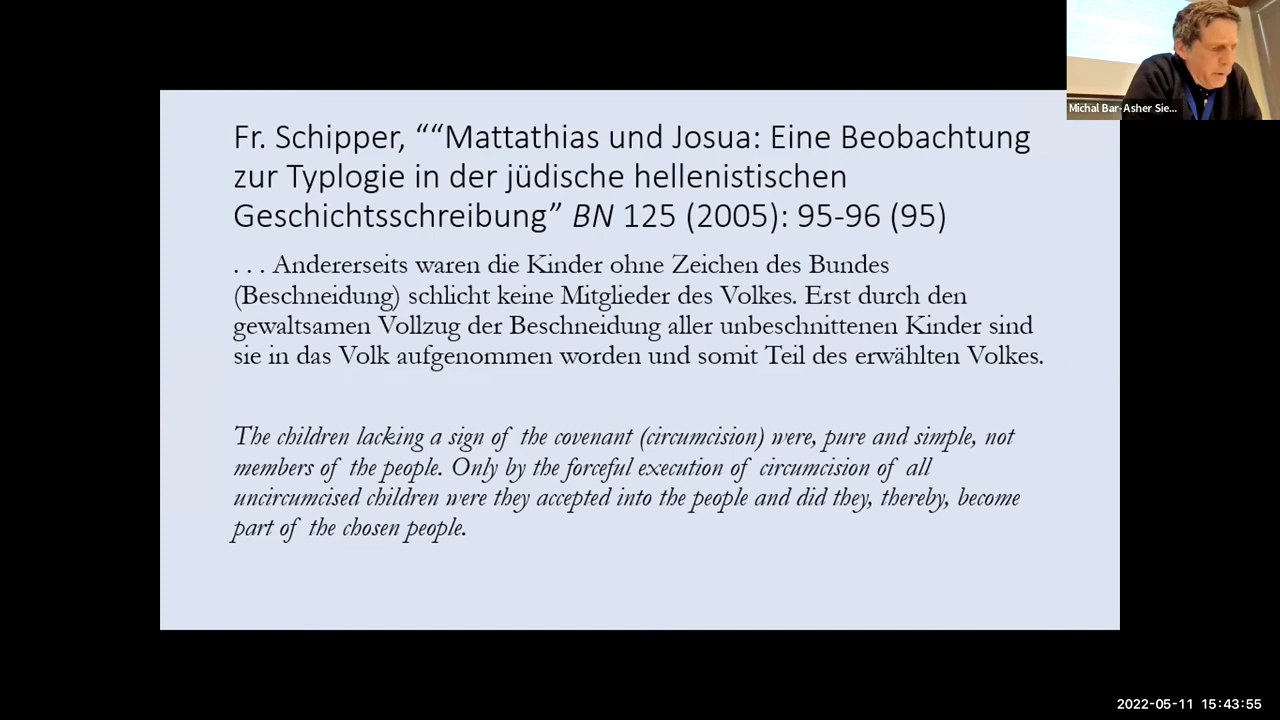 Michal Bar-Asher Sie...
Fr. Schipper, ““Mattathias und Josua: Eine Beobachtung
zur Typlogie in der jüdische hellenistischen
Geschichtsschreibung” BN 125 (2005): 95-96 (95)
. . . Andererseits waren die Kinder ohne Zeichen des Bundes
(Beschneidung) schlicht keine Mitglieder des Volkes. Erst durch den
gewaltsamen Vollzug der Beschneidung aller unbeschnittenen Kinder sind
sie in das Volk aufgenommen worden und somit Teil des erwählten Volkes.
The children lacking a sign of the covenant (circumcision) were, pure and simple, not
members of the people. Only by the forceful execution of circumcision of all
uncircumcised children were they accepted into the people and did they, thereby, become
part of the chosen people.
2022-05-11 15:43:55